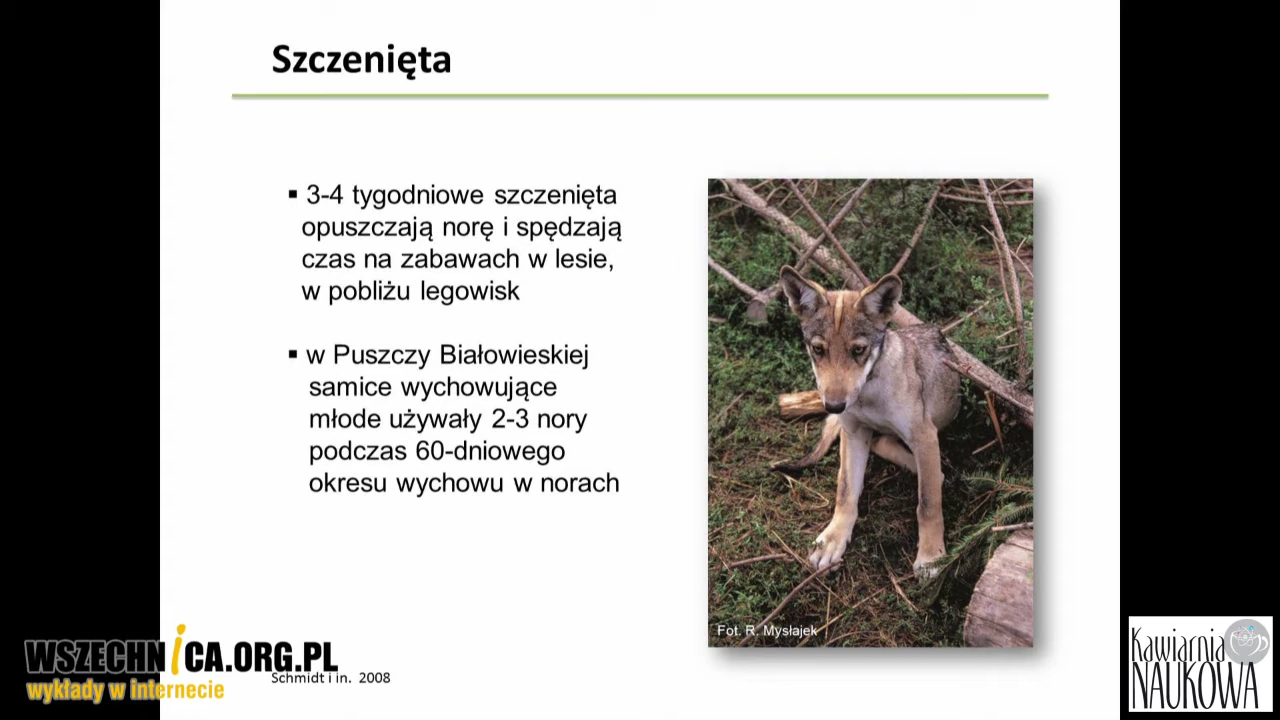 Szczenięta
▪ 3-4 tygodniowe szczenięta
opuszczają norę i spędzają
czas na zabawach w lesie,
w pobliżu legowisk
▪ w Puszczy Białowieskiej
samice wychowujące
młode używały 2-3 nory
podczas 60-dniowego
okresu wychowu w norach
Fot. R. Mysłajek
WSZECHNICA.ORG.PL
wykłady w internecie
Schmidt i in. 2008
Kawiarnia
NAUKOWA